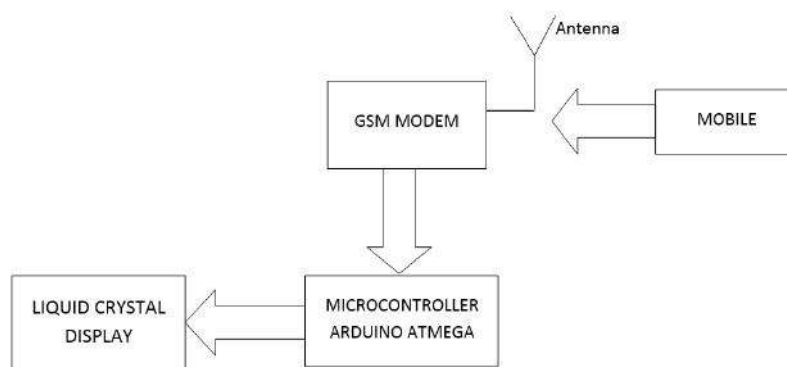 Antenna
GSM MODEM
MOBILE
LIQUID CRYSTAL
DISPLAY
MICROCONTROLLER
ARDUINO ATMEGA